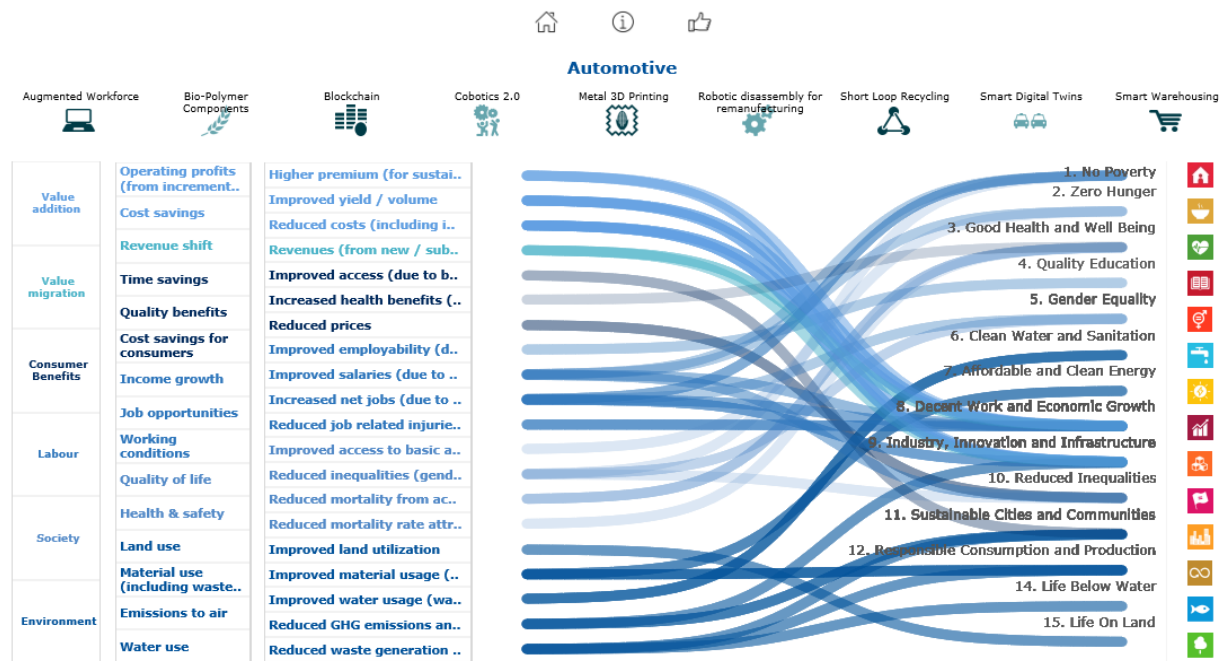 Automotive
Augmented Workforce
Bio-Polymer
Components
Blockchain
Cobotics 2.0
Metal 3D Printing
Robotic disassembly for
remanufacturing
Short Loop Recycling
Smart Digital Twins
Smart Warehousing
Value
addition
Value
migration
Consumer
Benefits
Labour
Society
Environment
Operating profits
(from increment..
Cost savings
Revenue shift
Time savings
Quality benefits
Cost savings for
consumers
Income growth
Job opportunities
Working
conditions
Quality of life
Health & safety
Land use
Material use
(including waste..
Emissions to air
Water use
Higher premium (for sustai..
Improved yield / volume
Reduced costs (including i..
Revenues (from new / sub..
Improved access (due to b..
Increased health benefits (..
Reduced prices
Improved employability (d..
Improved salaries (due to ..
Increased net jobs (due to ..
Reduced job related injurie..
Improved access to basic a..
Reduced inequalities (gend..
Reduced mortality from ac..
Reduced mortality rate attr..
Improved land utilization
Improved material usage (..
Improved water usage (wa..
Reduced GHG emissions an..
Reduced waste generation ..
1. No Poverty
2. Zero Hunger
3. Good Health and Well Being
4. Quality Education
5. Gender Equality
6. Clean Water and Sanitation
7. Affordable and Clean Energy
8. Decent Work and Economic Growth
9. Industry, Innovation and Infrastructure
10. Reduced Inequalities
11. Sustainable Cities and Communities
12. Responsible Consumption and Production
14. Life Below Water
15. Life On Land